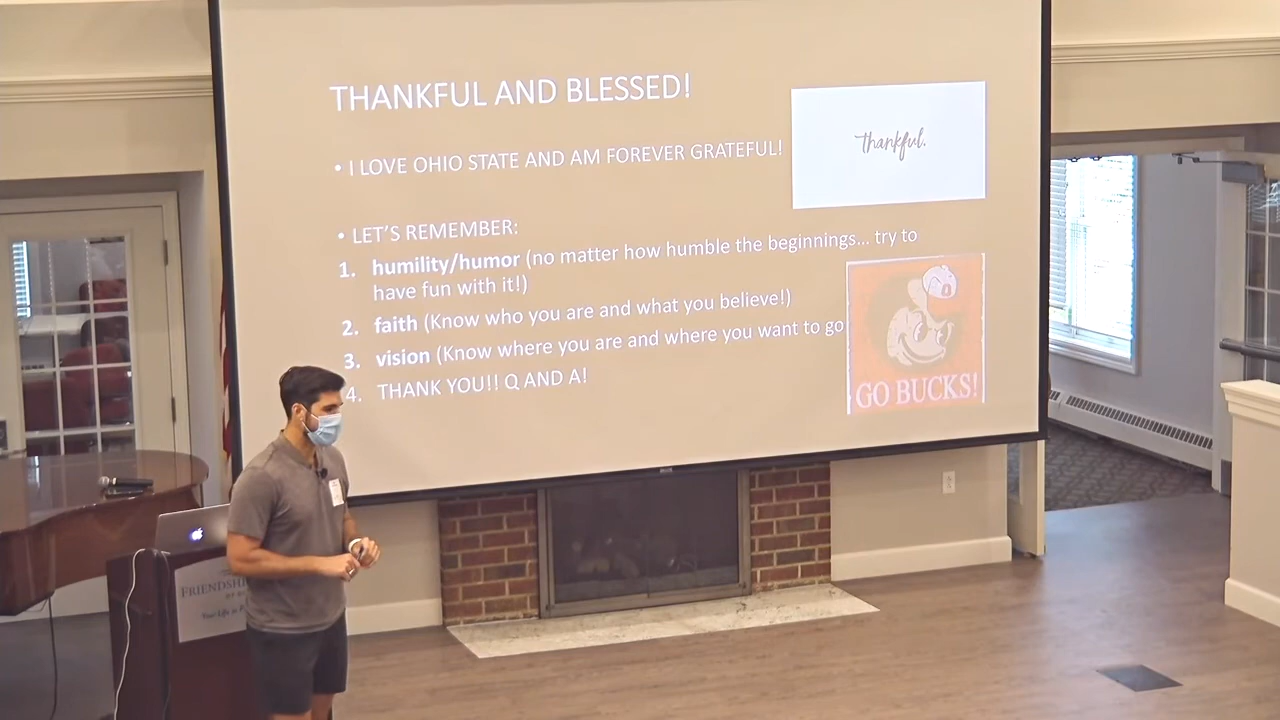 THANKFUL AND BLESSED!
• I LOVE OHIO STATE AND AM FOREVER GRATEFUL!
thankful.
• LET'S REMEMBER:
1. humility/humor (no matter how humble the beginnings... try to
have fun with it!)
2. faith (Know who you are and what you believe!)
3. vision (Know where you are and where you want to go
4. THANK YOU!! Q AND A!
GO BUCKS!